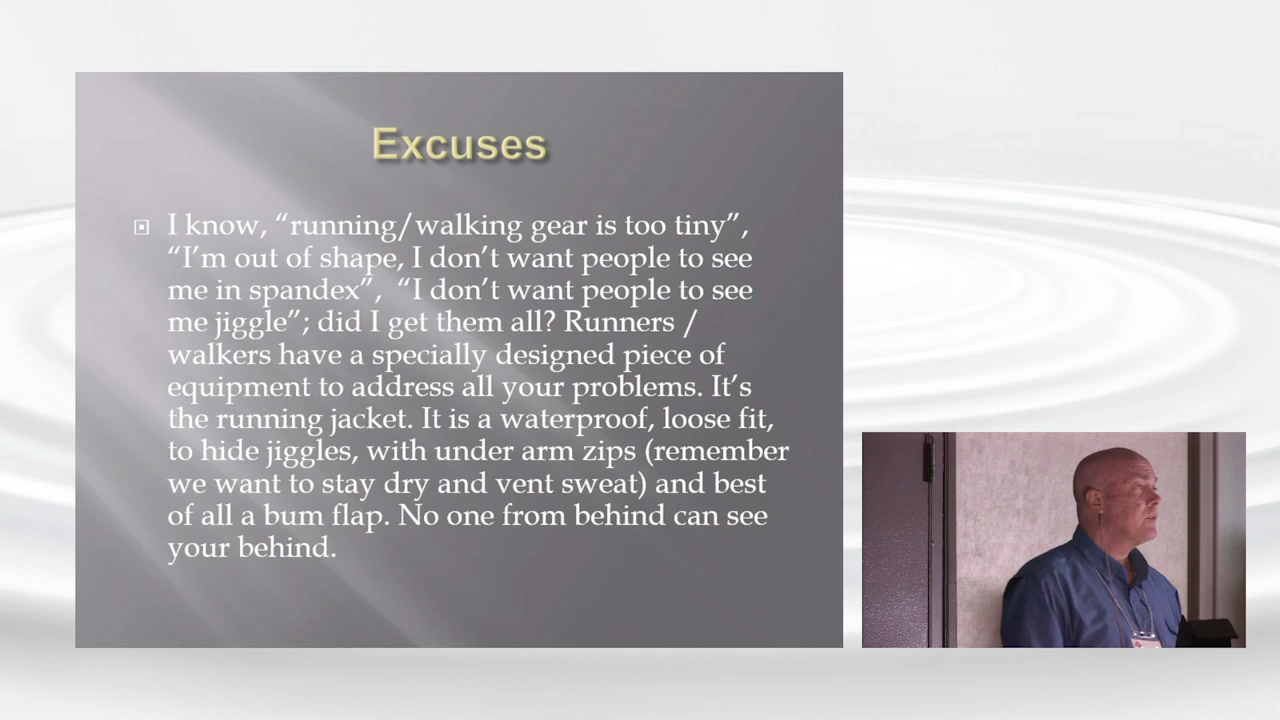 Excuses
I know, “running/walking gear is too tiny”,
“I’m out of shape, I don’t want people to see
me in spandex”,  “I don’t want people to see
me jiggle”; did I get them all? Runners /
walkers have a specially designed piece of
equipment to address all your problems. It’s
the running jacket. It is a waterproof, loose fit,
to hide jiggles, with under arm zips (remember
we want to stay dry and vent sweat) and best
of all a bum flap. No one from behind can see
your behind.